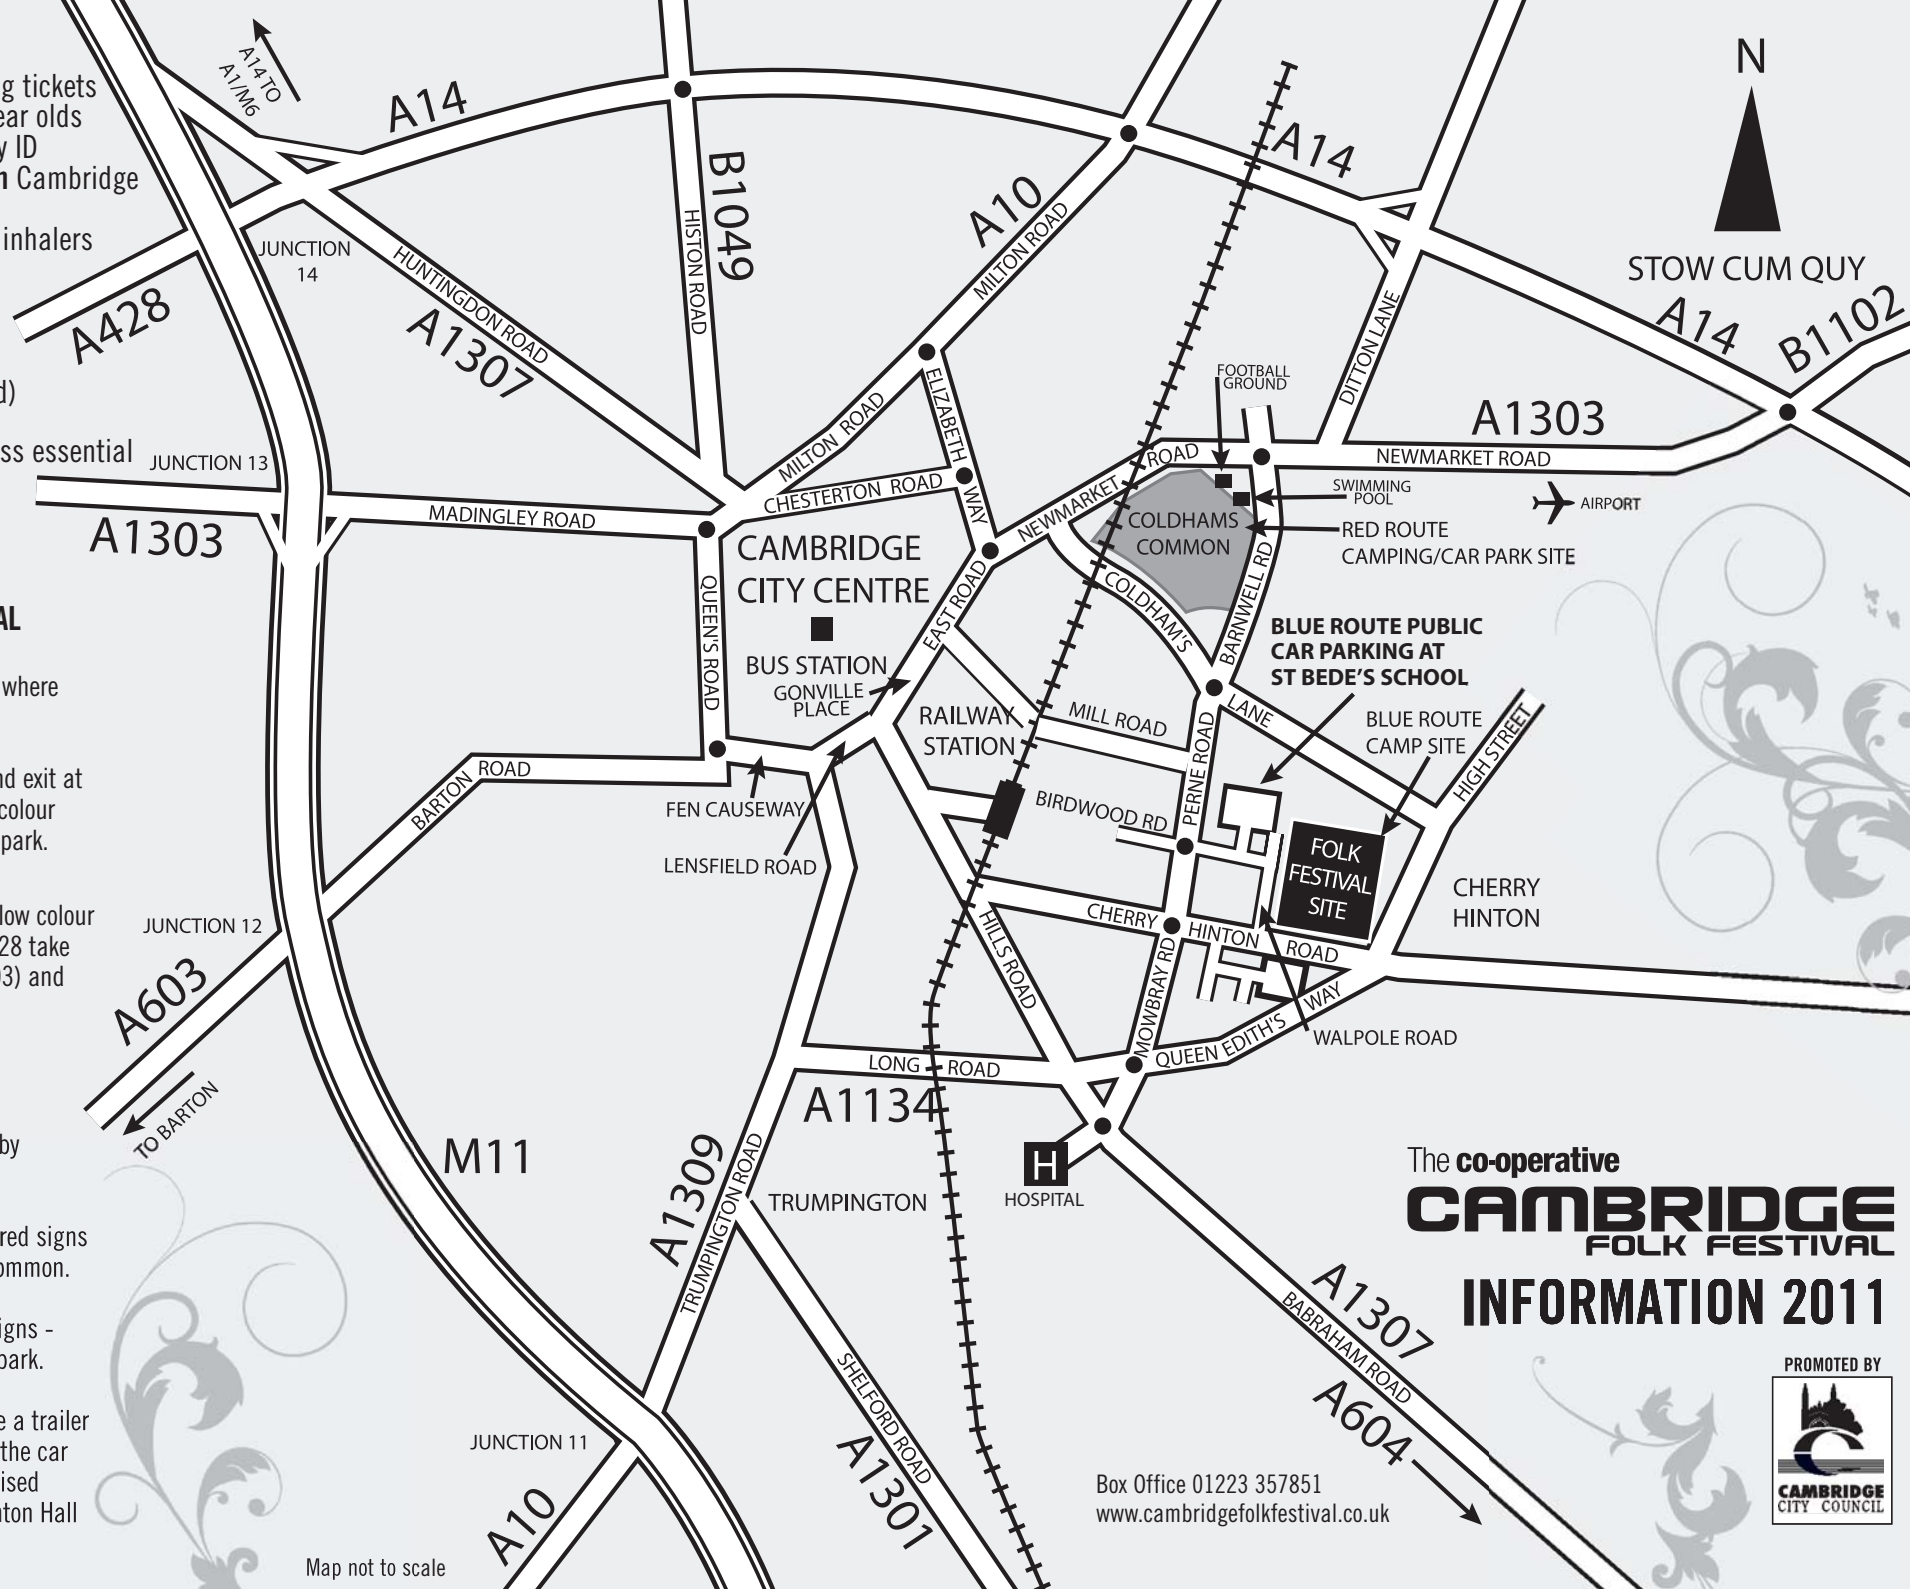 g tickets
ear olds
y ID
n Cambridge
inhalers
d)
ss essential
AL
where
nd exit at
colour
park.
low colour
28 take
03) and
by
red signs
ommon.
igns -
park.
e a trailer
the car
ised
nton Hall
A14 TO
A1/M6
A14
B1049
HISTON ROAD
A10
MILTON ROAD
A14
N
STOW CUM QUY
A14
B1102
JUNCTION
14
A428
HUNTINGDON ROAD
A1307
DITTON LANE
FOOTBALL
GROUND
A1303
NEWMARKET ROAD
MILTON ROAD
ELIZABETH WAY
CHESTERTON ROAD
JUNCTION 13
A1303
MADINGLEY ROAD
NEWMARKET ROAD
SWIMMING
POOL
AIRPORT
COLDHAMS
COMMON
RED ROUTE
CAMPING/CAR PARK SITE
CAMBRIDGE
CITY CENTRE
BUS STATION
GONVILLE
PLACE
QUEEN'S ROAD
EAST ROAD
COLDHAM'S LANE
BARNWELL RD
BLUE ROUTE PUBLIC
CAR PARKING AT
ST BEDE'S SCHOOL
BLUE ROUTE
CAMP SITE
HIGH STREET
RAILWAY
STATION
MILL ROAD
PERNE ROAD
BARTON ROAD
FEN CAUSEWAY
LENSFIELD ROAD
BIRDWOOD RD
FOLK
FESTIVAL
SITE
CHERRY
HINTON
CHERRY HINTON ROAD
HILLS ROAD
MOWBRAY RD
QUEEN EDITH'S WAY
WALPOLE ROAD
JUNCTION 12
A603
TO BARTON
LONG ROAD
A1134
M11
A1309
TRUMPINGTON ROAD
TRUMPINGTON
H
HOSPITAL
The co-operative
CAMBRIDGE
FOLK FESTIVAL
INFORMATION 2011
A1307
BABRAHAM ROAD
A604
SHELFORD ROAD
A1301
JUNCTION 11
A10
Box Office 01223 357851
www.cambridgefolkfestival.co.uk
PROMOTED BY
CAMBRIDGE
CITY COUNCIL
Map not to scale